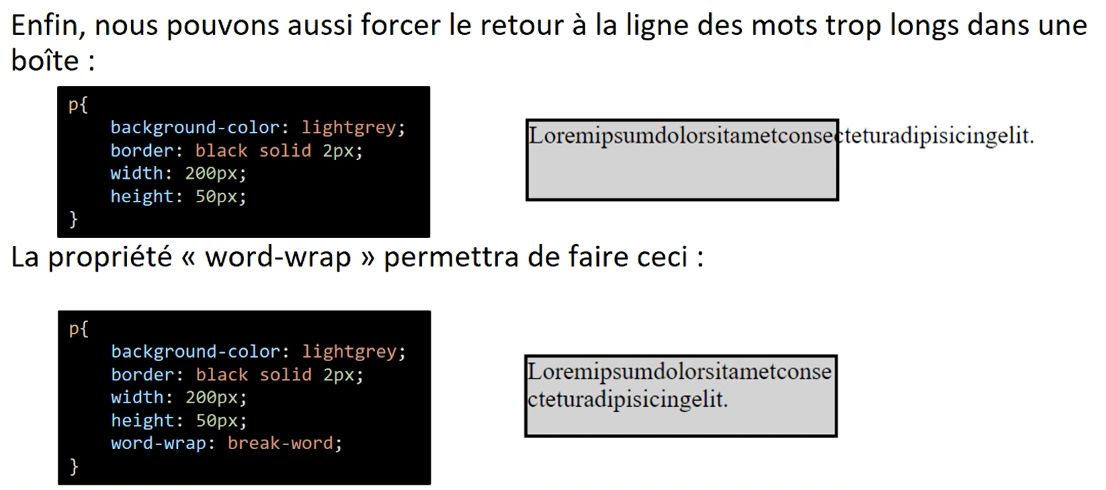 Enfin, nous pouvons aussi forcer le retour à la ligne des mots trop longs dans une
boîte :
p{
    background-color: lightgrey;
    border: black solid 2px;
    width: 200px;
    height: 50px;
}
Loremipsumdolorsitametconsecteturadipisicingelit.
La propriété « word-wrap » permettra de faire ceci :
p{
    background-color: lightgrey;
    border: black solid 2px;
    width: 200px;
    height: 50px;
    word-wrap: break-word;
}
Loremipsumdolorsitametconse
cteturadipisicingelit.